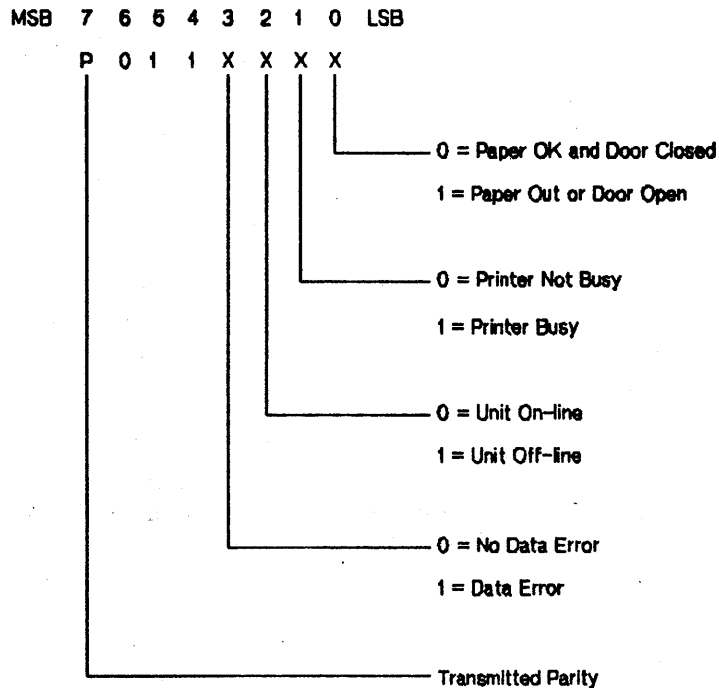 MSB 7 6 5 4 3 2 1 0 LSB
P 0 1 1 X X X X
0 = Paper OK and Door Closed
1 = Paper Out or Door Open
0 = Printer Not Busy
1 = Printer Busy
0 = Unit On-line
1 = Unit Off-line
0 = No Data Error
1 = Data Error
Transmitted Parity